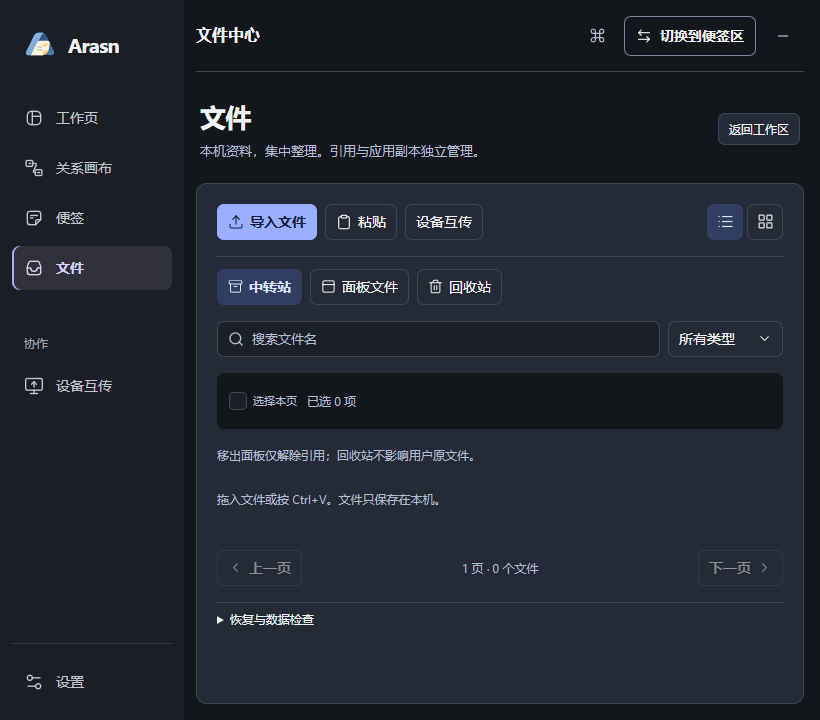 Arasn
工作页
关系画布
便签
文件
协作
设备互传
设置
文件中心
切换到便签区
文件
本机资料，集中整理。引用与应用副本独立管理。
返回工作区
导入文件
粘贴
设备互传
中转站
面板文件
回收站
搜索文件名
所有类型
选择本页 已选 0 项
移出面板仅解除引用；回收站不影响用户原文件。
拖入文件或按 Ctrl+V。文件只保存在本机。
上一页
1 页 · 0 个文件
下一页
恢复与数据检查